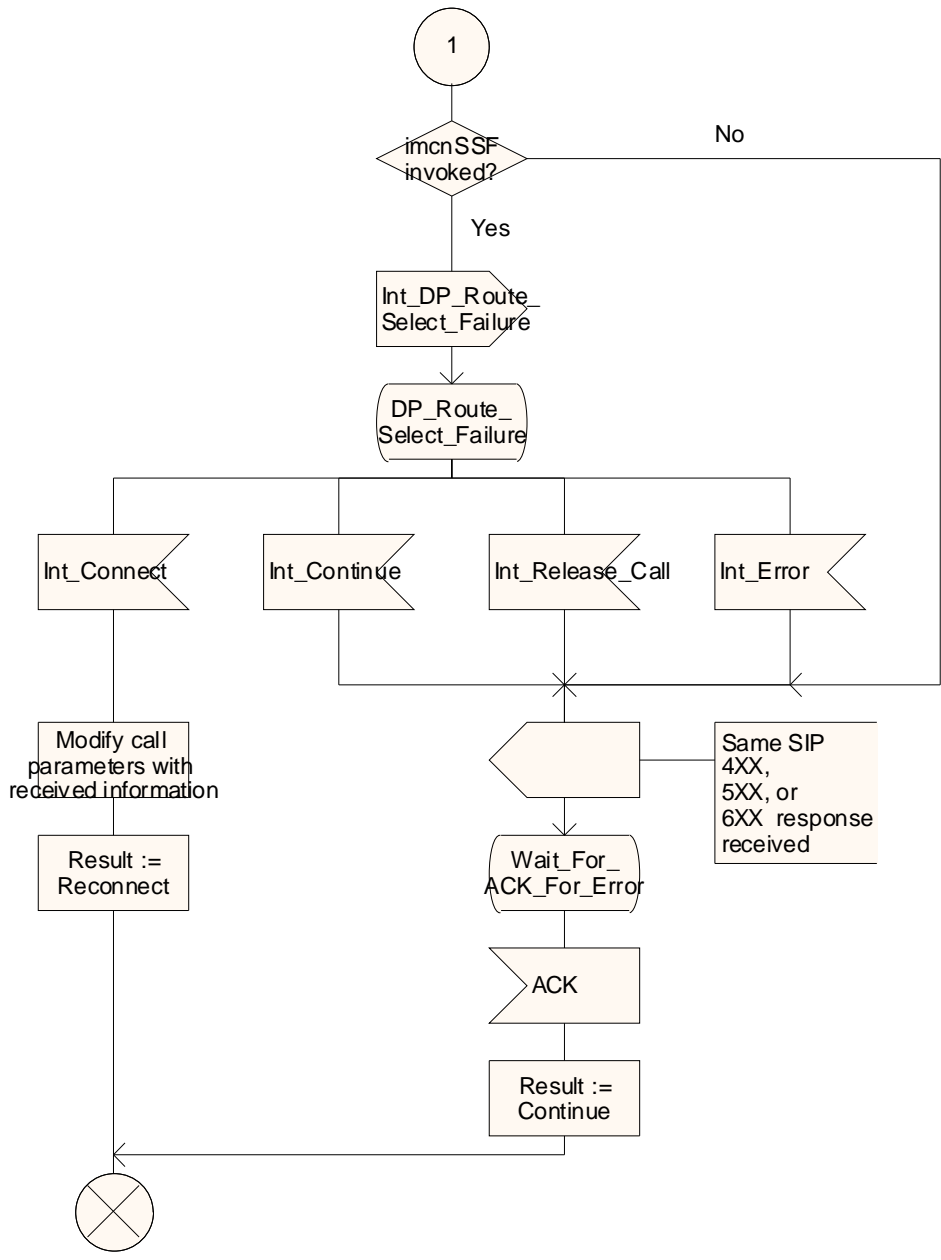 1
imcnSSF
invoked?
No
Yes
Int_DP_Route_
Select_Failure
DP_Route_
Select_Failure
Int_Connect
Int_Continue
Int_Release_Call
Int_Error
Modify call
parameters with
received information
Same SIP
4XX,
5XX, or
6XX  response
received
Result :=
Reconnect
Wait_For_
ACK_For_Error
ACK
Result :=
Continue